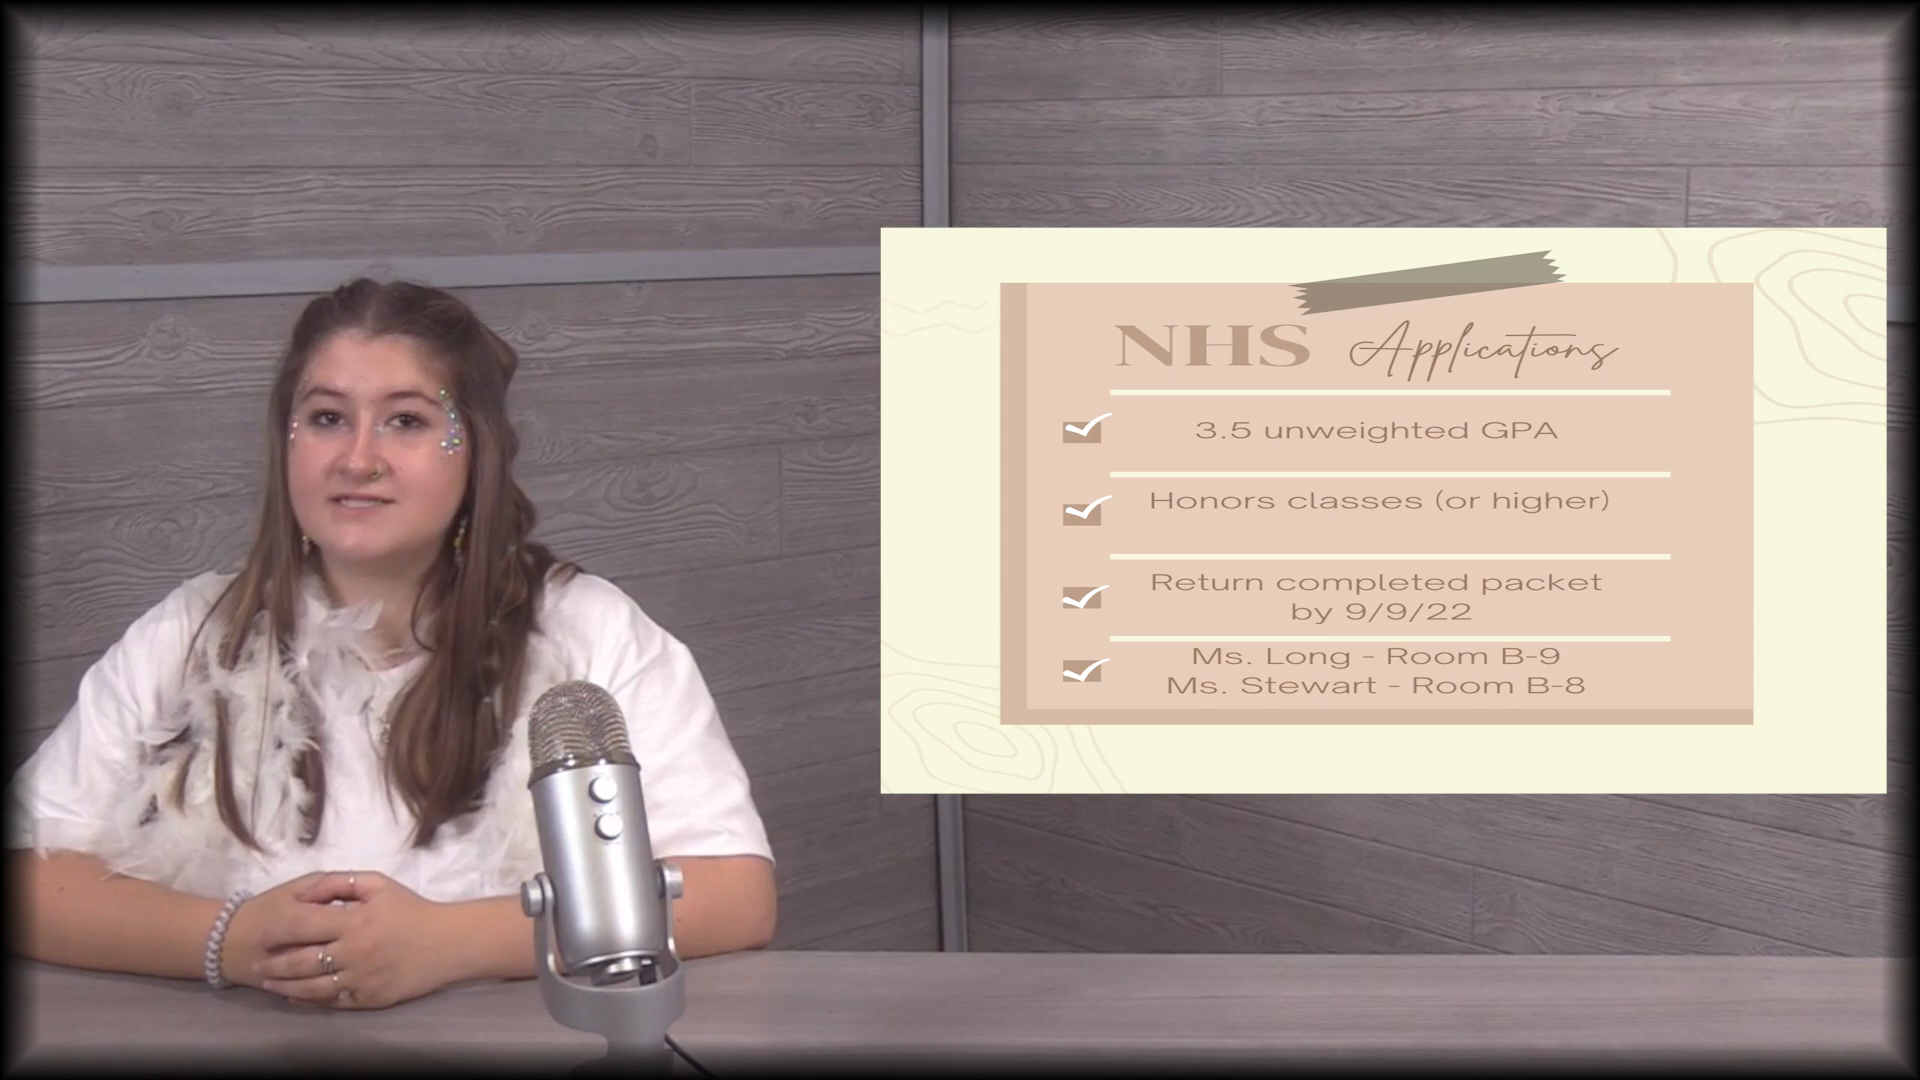 NHS Applications
3.5 unweighted GPA
Honors classes (or higher)
Return completed packet
by 9/9/22
Ms. Long - Room B-9
Ms. Stewart - Room B-8